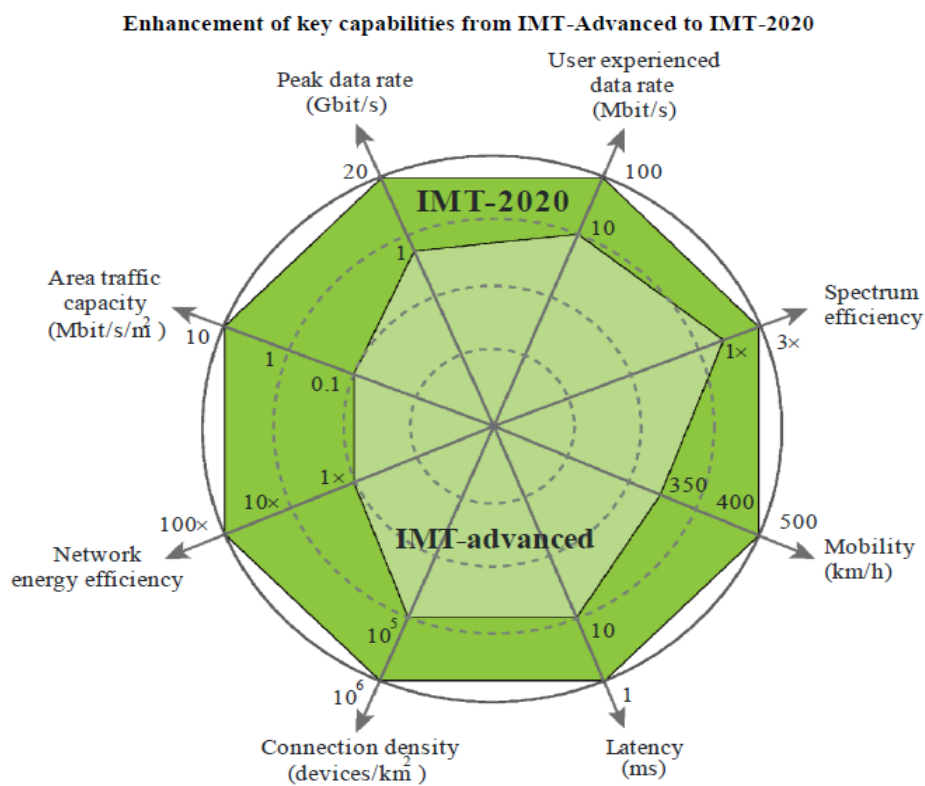 Enhancement of key capabilities from IMT-Advanced to IMT-2020
Peak data rate
(Gbit/s)
User experienced
data rate
(Mbit/s)
20
100
IMT-2020
1
10
Area traffic
capacity
(Mbit/s/m²)
Spectrum
efficiency
10
1
0.1
1×
3×
1×
10×
100×
350
400
500
Network
energy efficiency
IMT-advanced
Mobility
(km/h)
10⁵
10
10⁶
1
Connection density
(devices/km²)
Latency
(ms)